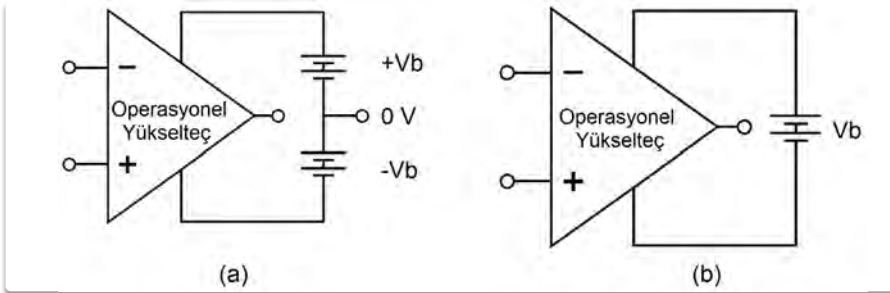 +Vb
−
Operasyonel
Yükselteç
0 V
+
-Vb
(a)
−
Operasyonel
Yükselteç
Vb
+
(b)